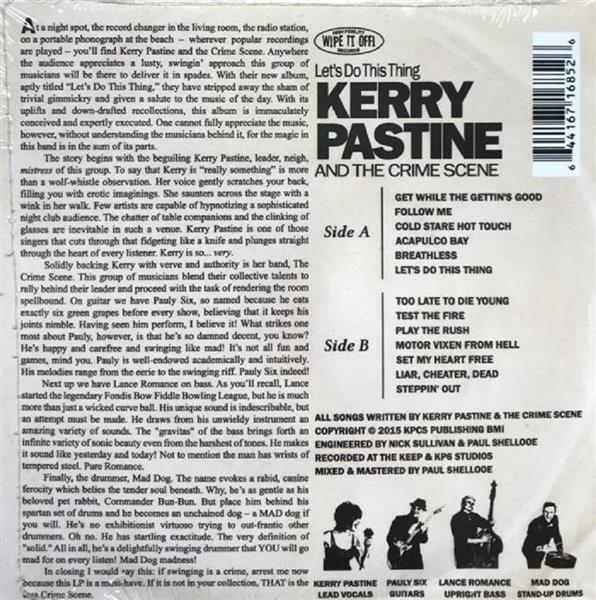 At a night spot, the record changer in the living room, the radio station,
on a portable phonograph at the beach – wherever popular recordings
are played – you'll find Kerry Pastine and the Crime Scene. Anywhere
the audience appreciates a lusty, swingin' approach this group of
musicians will be there to deliver it in spades. With their new album,
aptly titled "Let's Do This Thing," they have stripped away the sham of
trivial gimmickry and given a salute to the music of the day. With its
uplifts and down-drafted recollections, this album is immaculately
conceived and expertly executed. One cannot fully appreciate the music,
however, without understanding the musicians behind it, for the magic in
this band is in the sum of its parts.
The story begins with the beguiling Kerry Pastine, leader, neigh,
mistress of this group. To say that Kerry is "really something" is more
than a wolf-whistle observation. Her voice gently scratches your back,
filling you with erotic imaginings. She saunters across the stage with a
wink in her walk. Few artists are capable of hypnotizing a sophisticated
night club audience. The chatter of table companions and the clinking of
glasses are inevitable in such a venue. Kerry Pastine is one of those
singers that cuts through that fidgeting like a knife and plunges straight
through the heart of every listener. Kerry is so... very.
Solidly backing Kerry with verve and authority is her band, The
Crime Scene. This group of musicians blend their collective talents to
rally behind their leader and proceed with the task of rendering the room
spellbound. On guitar we have Pauly Six, so named because he eats
exactly six green grapes before every show, believing that it keeps his
joints nimble. Having seen him perform, I believe it! What strikes one
most about Pauly, however, is that he's so damned decent, you know?
He's happy and carefree and swinging like mad! It's not all fun and
games, mind you. Pauly is well-endowed academically and intuitively.
His melodies range from the eerie to the swinging riff. Pauly Six indeed!
Next up we have Lance Romance on bass. As you'll recall, Lance
started the legendary Fondis Bow Fiddle Bowling League, but he is much
more than just a wicked curve ball. His unique sound is indescribable, but
an attempt must be made. He draws from his unwieldy instrument an
amazing variety of sounds. The "gravitas" of the bass brings forth an
infinite variety of sonic beauty even from the harshest of tones. He makes
it sound like yesterday and today! Not to mention the man has wrists of
tempered steel. Pure Romance.
Finally, the drummer, Mad Dog. The name evokes a rabid, canine
ferocity which belies the tender soul beneath. Why, he's as gentle as his
beloved pet rabbit, Commander Bun-Bun. But place him behind his
spartan set of drums and he becomes an unchained dog – a MAD dog if
you will. He's no exhibitionist virtuoso trying to out-frantic other
drummers. Oh no. He has startling exactitude. The very definition of
"solid." All in all, he's a delightfully swinging drummer that YOU will go
mad for on every listen! Mad Dog madness!
In closing I would say this: if swinging is a crime, arrest me now
because this LP is a must-have. If it is not in your collection, THAT is the
Crime Scene.
HIGH FIDELITY
WIPE IT OFF!
RECORDS
Let's Do This Thing
KERRY
PASTINE
AND THE CRIME SCENE
6 44167 16852 6
Side A
GET WHILE THE GETTIN'S GOOD
FOLLOW ME
COLD STARE HOT TOUCH
ACAPULCO BAY
BREATHLESS
LET'S DO THIS THING
Side B
TOO LATE TO DIE YOUNG
TEST THE FIRE
PLAY THE RUSH
MOTOR VIXEN FROM HELL
SET MY HEART FREE
LIAR, CHEATER, DEAD
STEPPIN' OUT
ALL SONGS WRITTEN BY KERRY PASTINE & THE CRIME SCENE
COPYRIGHT © 2015 KPCS PUBLISHING BMI
ENGINEERED BY NICK SULLIVAN & PAUL SHELLOOE
RECORDED AT THE KEEP & KP6 STUDIOS
MIXED & MASTERED BY PAUL SHELLOOE
KERRY PASTINE
LEAD VOCALS
PAULY SIX
GUITARS
LANCE ROMANCE
UPRIGHT BASS
MAD DOG
STAND-UP DRUMS